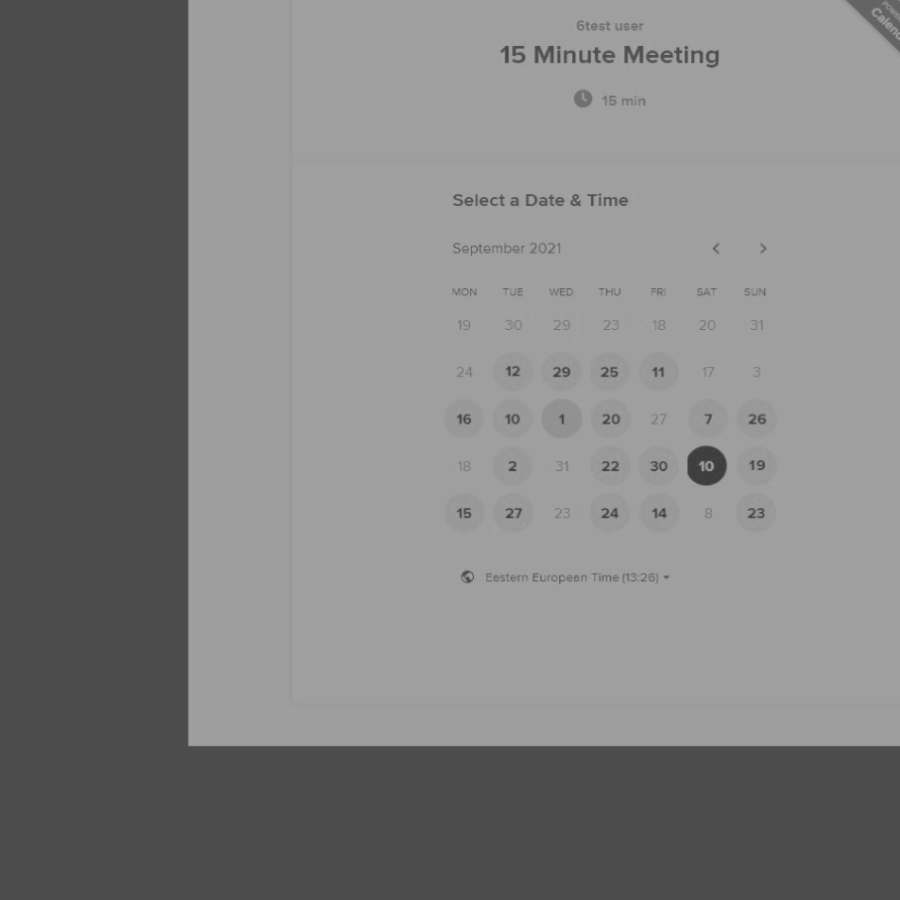 6test user
15 Minute Meeting
15 min
Select a Date & Time
September 2021
MON TUE WED THU FRI SAT SUN
19 30 29 23 18 20 31
24 12 29 25 11 17 3
16 10 1 20 27 7 26
18 2 31 22 30 10 19
15 27 23 24 14 8 23
Eastern European Time (13:26)